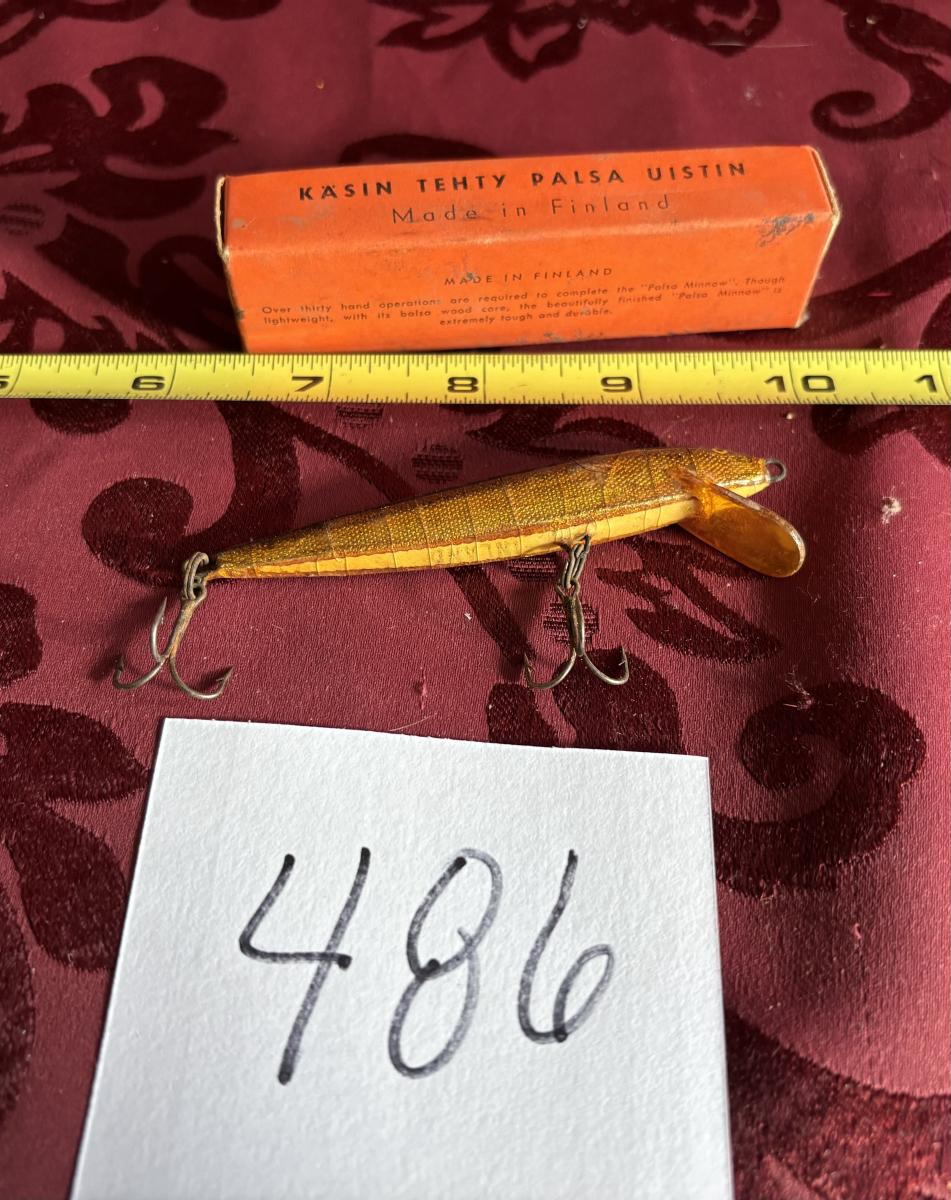 KÄSIN TEHTY PALSA UISTIN
Made in Finland
MADE IN FINLAND
Over thirty hand operations are required to complete the "Palsa Minnow". Though
lightweight, with its balsa wood core, the beautifully finished "Palsa Minnow" is
extremely tough and durable.
5 6 7 8 9 10 1
486